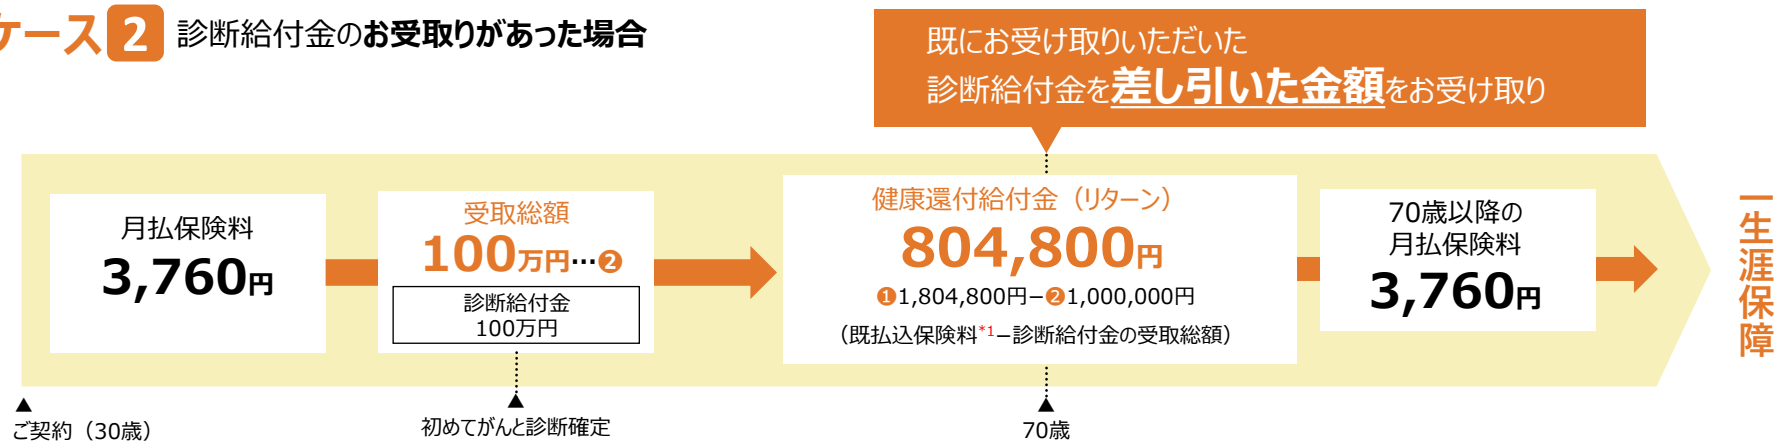 ケース2 診断給付金のお受取りがあった場合
既にお受け取りいただいた
診断給付金を差し引いた金額をお受け取り
月払保険料
3,760円
受取総額
100万円…❷
診断給付金
100万円
健康還付給付金（リターン）
804,800円
❶1,804,800円−❷1,000,000円
（既払込保険料*1−診断給付金の受取総額）
70歳以降の
月払保険料
3,760円
一生涯保障
▲
ご契約（30歳）
▲
初めてがんと診断確定
▲
70歳